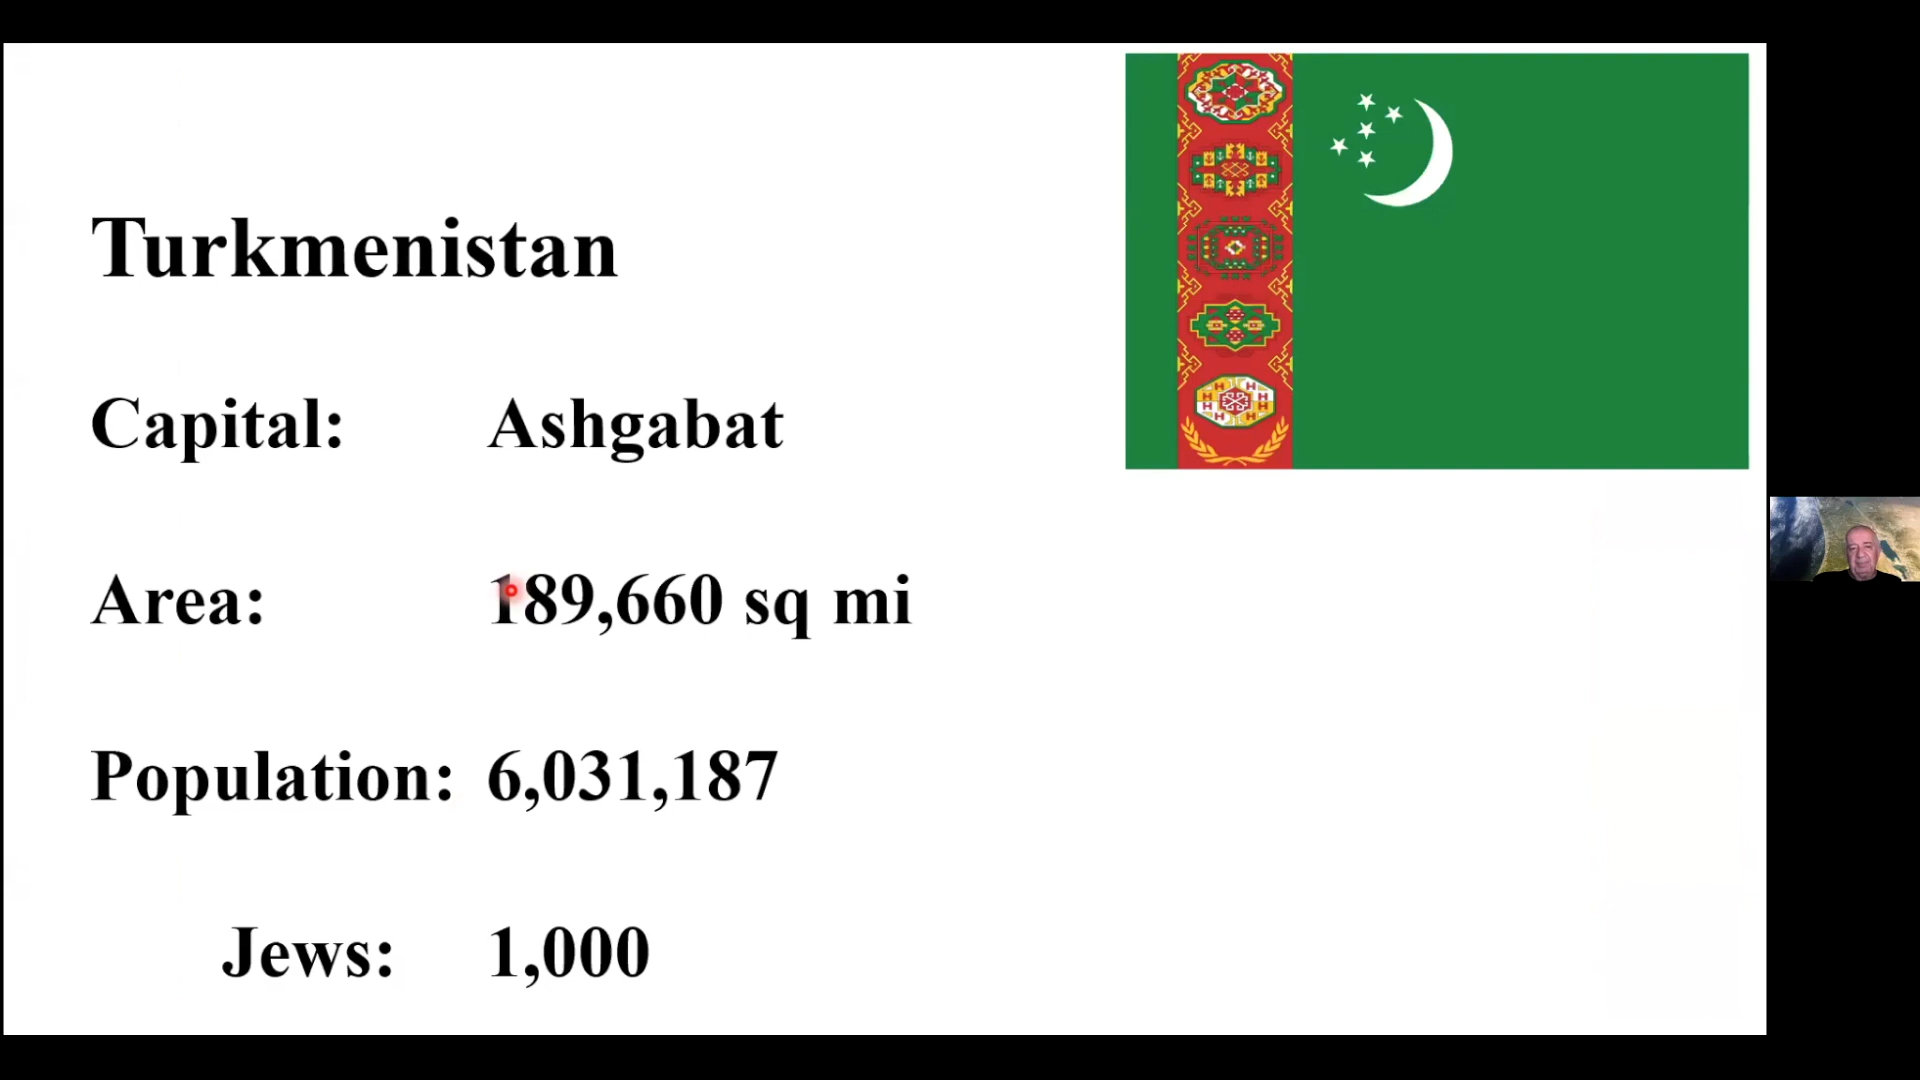 Turkmenistan
Capital: Ashgabat
Area: 189,660 sq mi
Population: 6,031,187
Jews: 1,000